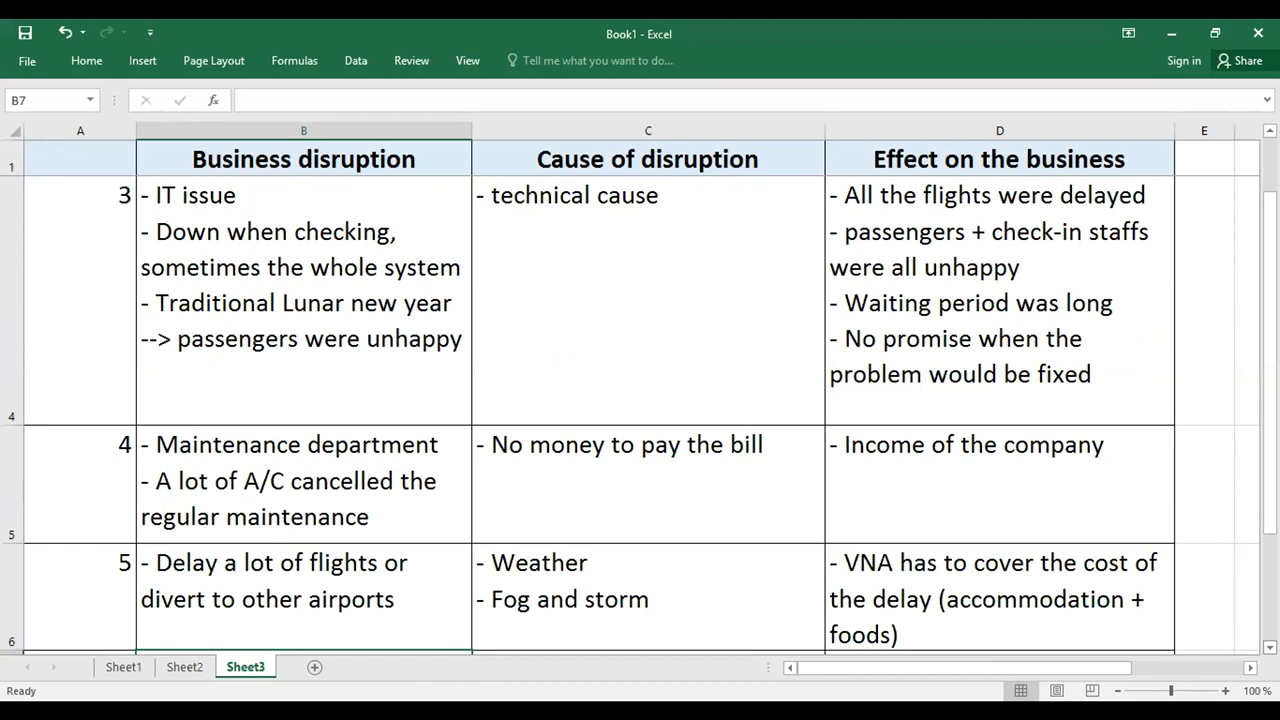 Book1 - Excel
File Home Insert Page Layout Formulas Data Review View Tell me what you want to do... Sign in Share
B7 fx
A B C D E
1 Business disruption Cause of disruption Effect on the business
3 - IT issue - technical cause - All the flights were delayed
- Down when checking, - passengers + check-in staffs
sometimes the whole system were all unhappy
- Traditional Lunar new year - Waiting period was long
--> passengers were unhappy - No promise when the
problem would be fixed
4
4 - Maintenance department - No money to pay the bill - Income of the company
- A lot of A/C cancelled the
regular maintenance
5
5 - Delay a lot of flights or - Weather - VNA has to cover the cost of
divert to other airports - Fog and storm the delay (accommodation +
6 foods)
Sheet1 Sheet2 Sheet3
Ready 100 %